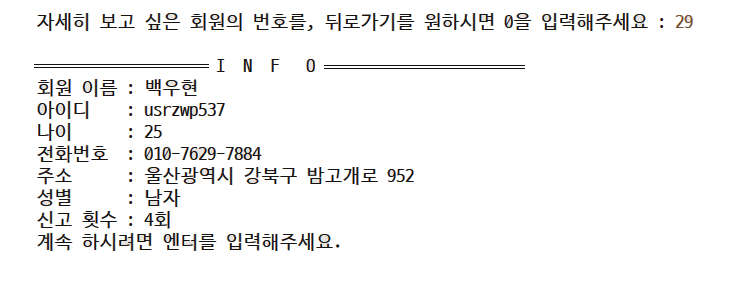 자세히 보고 싶은 회원의 번호를, 뒤로가기를 원하시면 0을 입력해주세요 : 29
════════════════════ I N F O ═══════════════════════
회원 이름 : 백우현
아이디 : usrzwp537
나이 : 25
전화번호 : 010-7629-7884
주소 : 울산광역시 강북구 밤고개로 952
성별 : 남자
신고 횟수 : 4회
계속 하시려면 엔터를 입력해주세요.